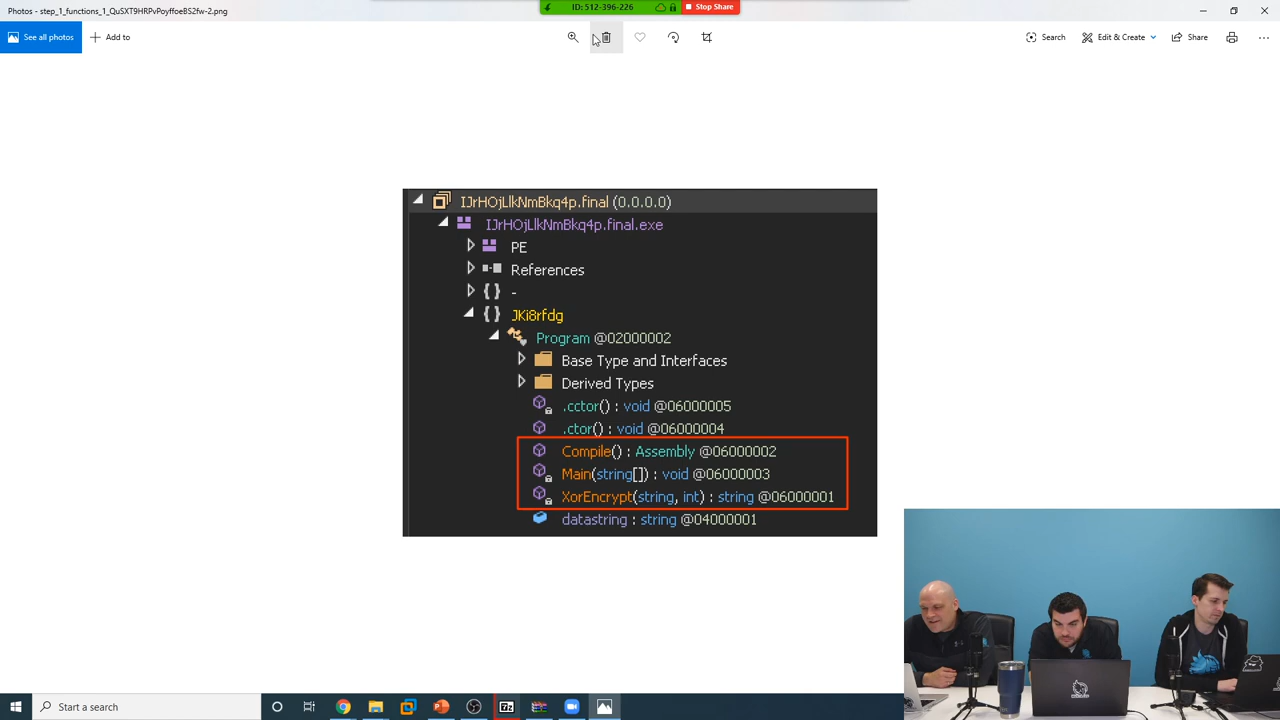 Photos - step_1_functions_1_QuSXT9HRPvPoyffoeBS2fw-2.png
ID: 512-396-226
Stop Share
See all photos
Add to
Search
Edit & Create
Share
IJrHOjLlkNmBkq4p.final (0.0.0.0)
IJrHOjLlkNmBkq4p.final.exe
PE
References
{ } -
{ } JKi8rfdg
Program @02000002
Base Type and Interfaces
Derived Types
.cctor() : void @06000005
.ctor() : void @06000004
Compile() : Assembly @06000002
Main(string[]) : void @06000003
XorEncrypt(string, int) : string @06000001
datastring : string @04000001
Start a search